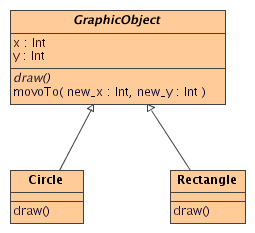 GraphicObject
x : Int
y : Int
draw()
movoTo( new_x : Int, new_y : Int )
Circle
Rectangle
draw()
draw()